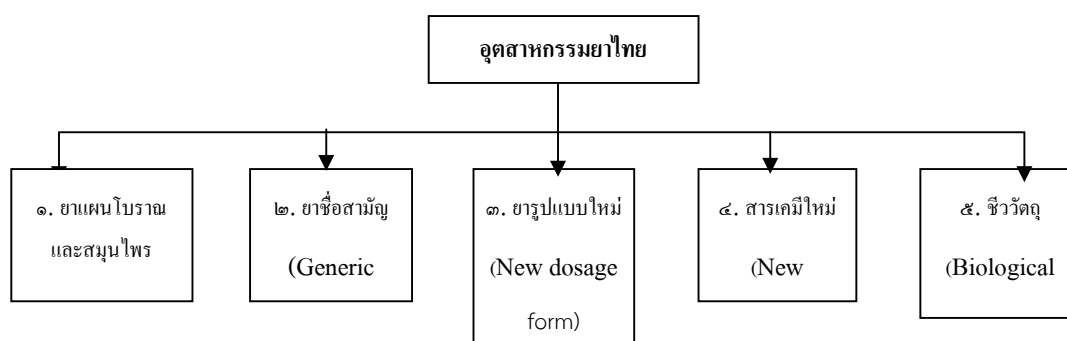 อุตสาหกรรมยาไทย
๑. ยาแผนโบราณ
และสมุนไพร
๒. ยาชื่อสามัญ
(Generic
๓. ยารูปแบบใหม่
(New dosage
form)
๔. สารเคมีใหม่
(New
๕. ชีววัตถุ
(Biological